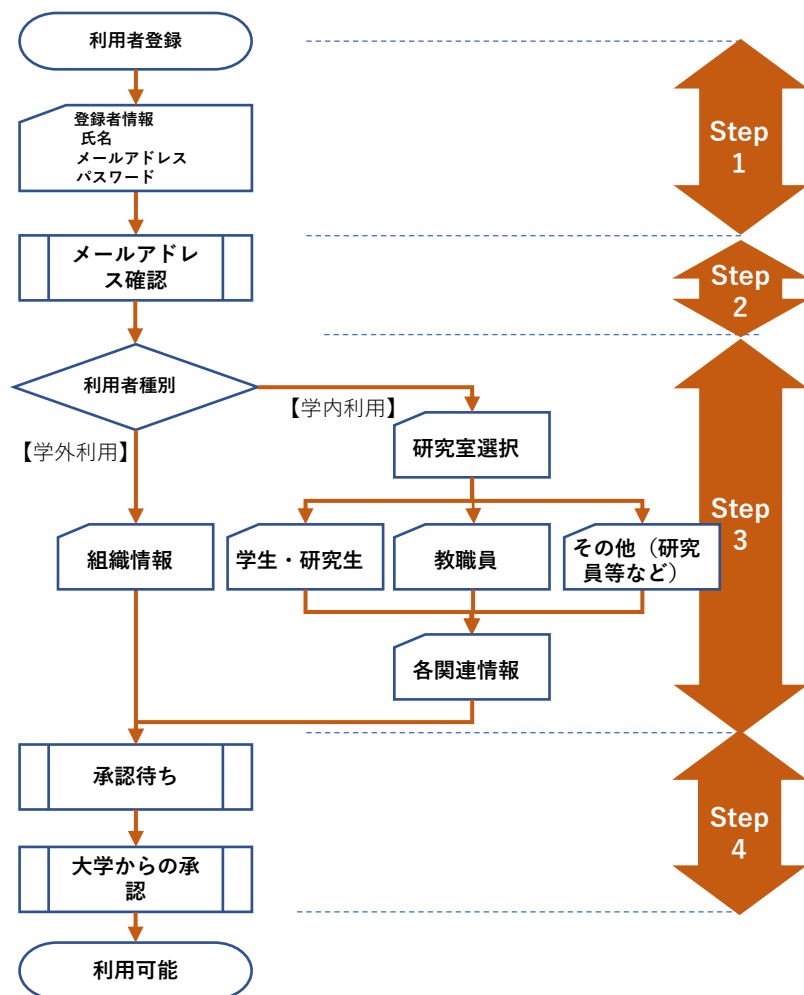 利用者登録
登録者情報
氏名
メールアドレス
パスワード
Step
1
メールアドレ
ス確認
Step
2
利用者種別
【学内利用】
【学外利用】
研究室選択
Step
3
組織情報
学生・研究生
教職員
その他（研究
員等など）
各関連情報
承認待ち
Step
4
大学からの承
認
利用可能